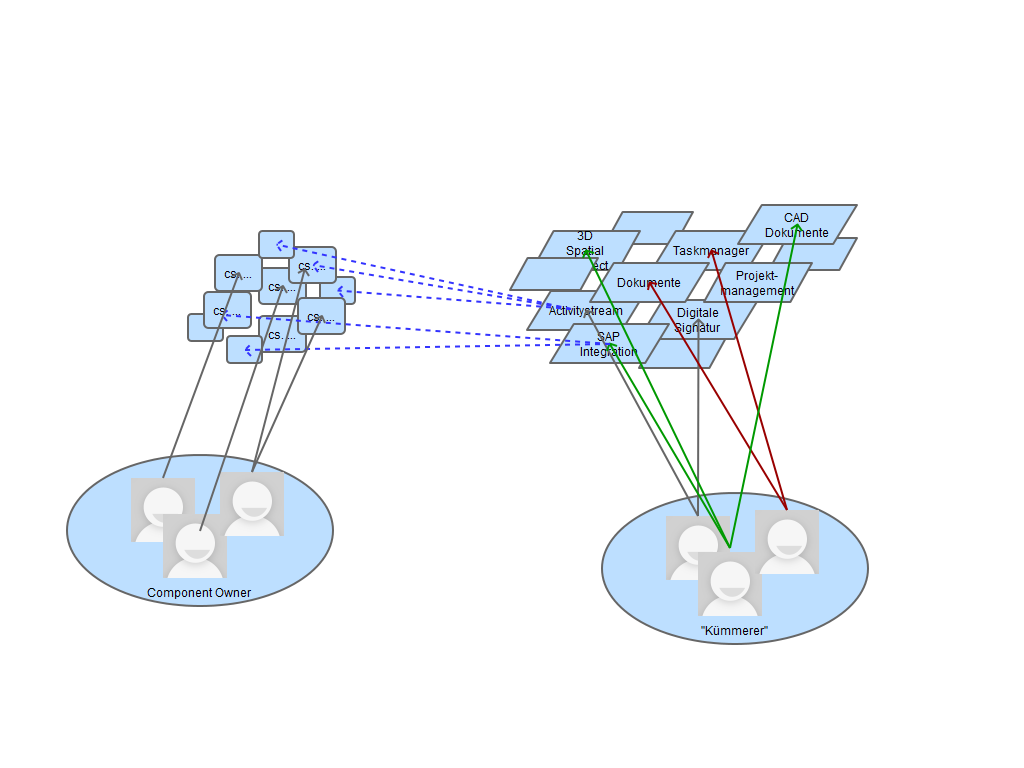 CAD
Dokumente
3D
Spatial
ect
Taskmanager
cs. ...
cs. ...
Dokumente
Projekt-
management
cs. ...
cs. ...
cs. ...
Activitystream
Digitale
Signatur
cs. ...
SAP
Integration
Component Owner
"Kümmerer"